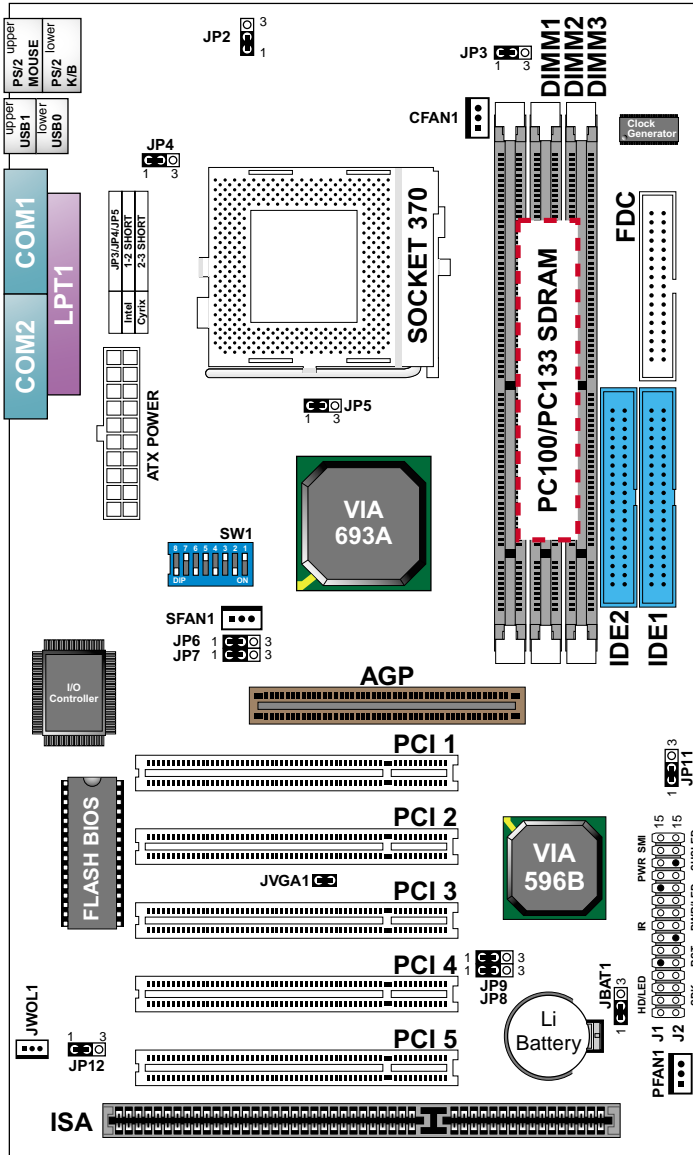 PS/2 upper
MOUSE
PS/2 lower
K/B
upper
USB1
lower
USB0
COM1
COM2
LPT1
JP2
3
1
JP3
1 3
DIMM1
DIMM2
DIMM3
CFAN1
Clock
Generator
JP4
1 3
JP3/JP4/JP5
Intel 1-2 SHORT
Cyrix 2-3 SHORT
SOCKET 370
FDC
PC100/PC133 SDRAM
ATX POWER
JP5
1 3
VIA
693A
SW1
8 7 6 5 4 3 2 1
DIP ON
IDE2
IDE1
SFAN1
JP6 1 3
JP7 1 3
I/O
Controller
AGP
PCI 1
JP11
1 3
FLASH BIOS
PCI 2
VIA
596B
JVGA1
PCI 3
PWR SMI
15
15
IR
HD/LED
J1
J2
PCI 4
1 3
1 3
JP9
JP8
JBAT1
1 3
JWOL1
1 3
JP12
PCI 5
Li
Battery
PFAN1
ISA